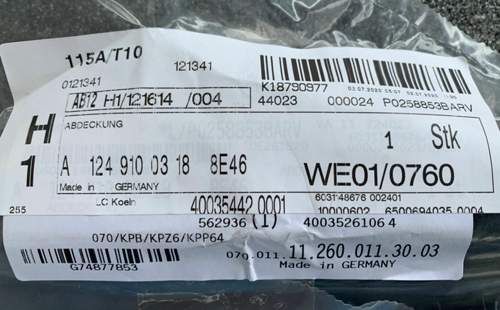 115A/T10
121341
0121341
K18790977
AB12 H1/121614 /004
44023 000024 P0258853BARV
ABDECKUNG
H
1
1 Stk
A 124 910 03 18 8E46
WE01/0760
Made in GERMANY
LC Koeln
40035442 0001
603148676 002401
10000602 6500694035 0004
255
562936 (1) 4003526106 4
070/KPB/KPZ6/KPP64
070.011.11.260.011.30.03
G74877853
Made in GERMANY